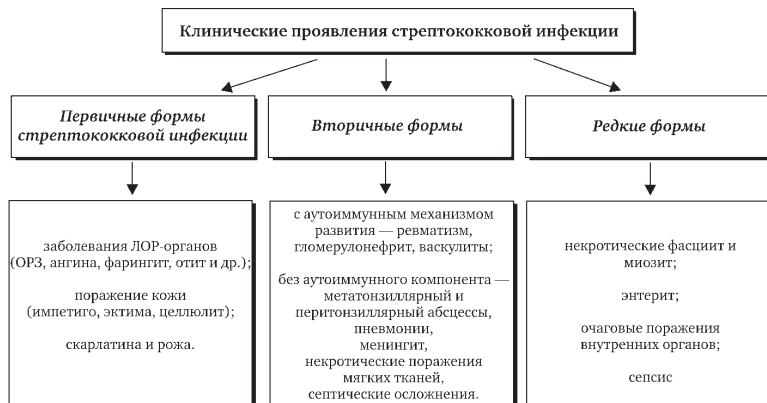 Клинические проявления стрептококковой инфекции
Первичные формы
стрептококковой инфекции
Вторичные формы
Редкие формы
заболевания ЛОР-органов
(ОРЗ, ангина, фарингит, отит и др.);
поражение кожи
(импетиго, эктима, целлюлит);
скарлатина и рожа.
с аутоиммунным механизмом
развития — ревматизм,
гломерулонефрит, васкулиты;
без аутоиммунного компонента —
метатонзиллярный и
перитонзиллярный абсцессы,
пневмонии,
менингит,
некротические поражения
мягких тканей,
септические осложнения.
некротические фасциит и
миозит;
энтерит;
очаговые поражения
внутренних органов;
сепсис